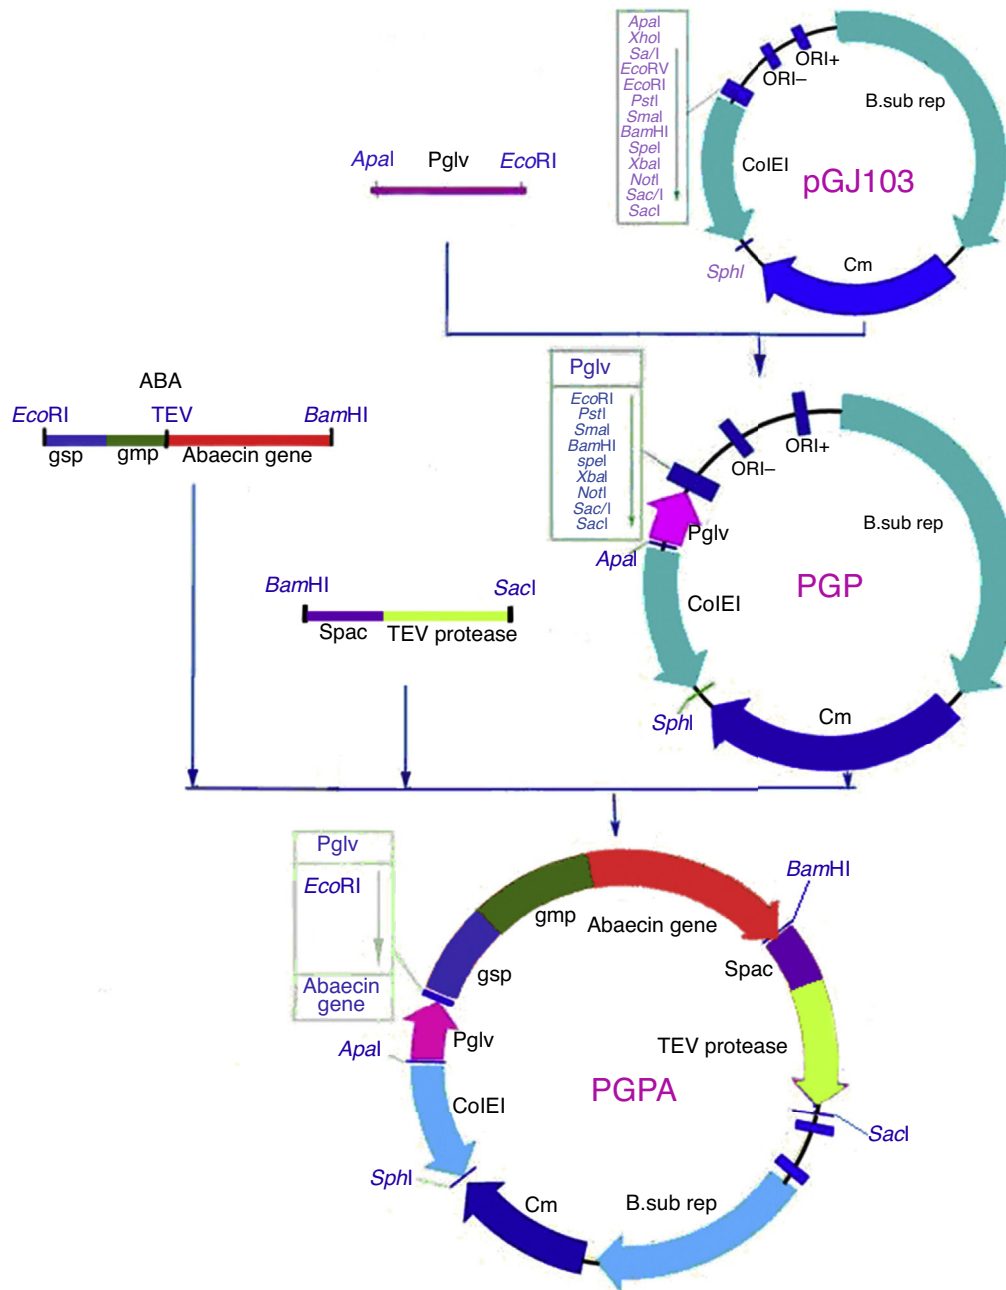 ApaI
XhoI
Sa/I
EcoRV
EcoRI
PstI
SmaI
BamHI
SpeI
XbaI
NotI
Sac/I
SacI
ORI+
ORI–
B.sub rep
ColEI
pGJ103
SphI
Cm
ApaI Pglv EcoRI
Pglv
EcoRI
PstI
SmaI
BamHI
speI
XbaI
NotI
Sac/I
SacI
ORI+
ORI–
B.sub rep
Pglv
ApaI
ColEI
PGP
SphI
Cm
ABA
EcoRI TEV BamHI
gsp gmp Abaecin gene
BamHI SacI
Spac TEV protease
Pglv
EcoRI
Abaecin
gene
BamHI
gmp Abaecin gene
gsp
Spac
Pglv
ApaI
TEV protease
ColEI
PGPA
SacI
SphI
Cm
B.sub rep